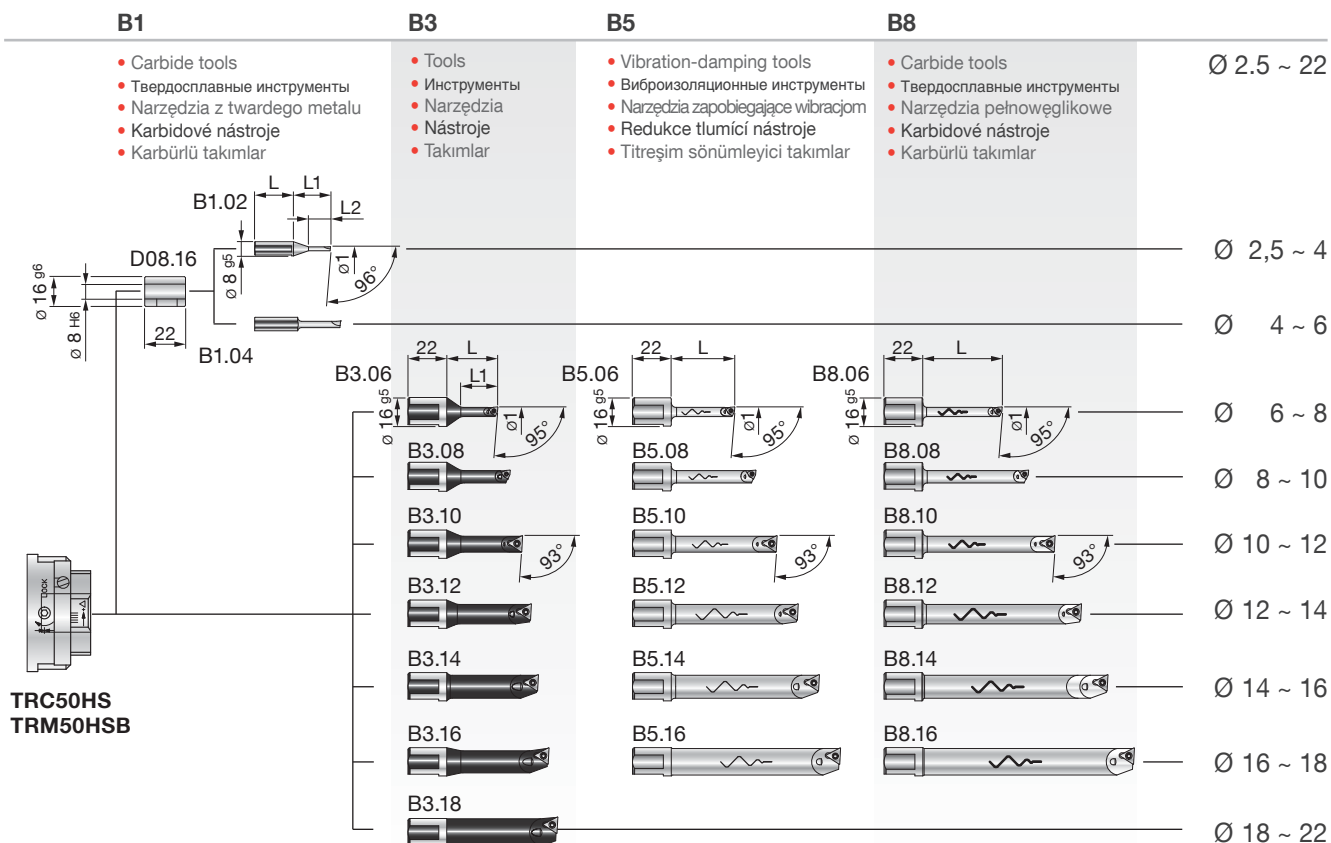 B1 B3 B5 B8
• Carbide tools
• Твердосплавные инструменты
• Narzędzia z twardego metalu
• Karbidové nástroje
• Karbürlü takımlar
• Tools
• Инструменты
• Narzędzia
• Nástroje
• Takımlar
• Vibration-damping tools
• Виброизоляционные инструменты
• Narzędzia zapobiegające wibracjom
• Redukce tlumící nástroje
• Titreşim sönümleyici takımlar
• Carbide tools
• Твердосплавные инструменты
• Narzędzia pełnowęglikowe
• Karbidové nástroje
• Karbürlü takımlar
Ø 2.5 ~ 22
L L1
B1.02 L2
D08.16
Ø 16 g6
Ø 8 H6
22
Ø 8 g5
Ø1
96°
Ø 2,5 ~ 4
B1.04
Ø 4 ~ 6
22 L
L1
B3.06
Ø 16 g5
Ø1
95°
22 L
B5.06
Ø 16 g5
Ø1
95°
22 L
B8.06
Ø 16 g5
Ø1
95°
Ø 6 ~ 8
B3.08 B5.08 B8.08
Ø 8 ~ 10
B3.10 B5.10 B8.10
93° 93°
Ø 10 ~ 12
B3.12 B5.12 B8.12
Ø 12 ~ 14
LOCK
TRC50HS
TRM50HSB
B3.14 B5.14 B8.14
Ø 14 ~ 16
B3.16 B5.16 B8.16
Ø 16 ~ 18
B3.18
Ø 18 ~ 22